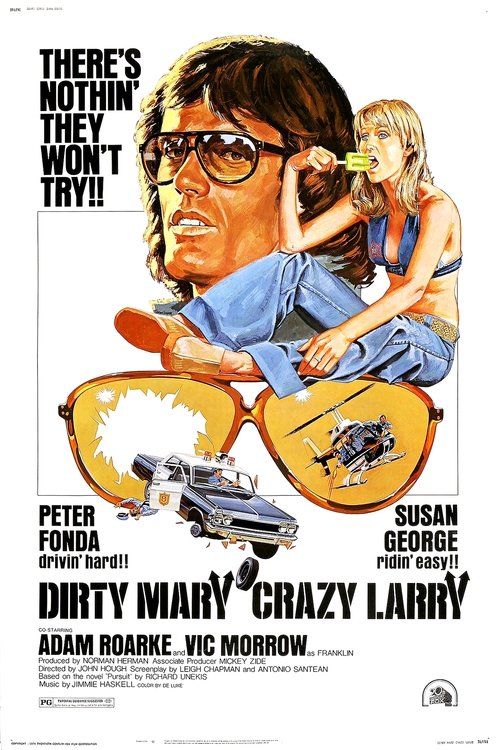 THERE'S
NOTHIN'
THEY
WON'T
TRY!!
PETER
FONDA
drivin' hard!!
SUSAN
GEORGE
ridin' easy!!
DIRTY MARY CRAZY LARRY
CO-STARRING
ADAM ROARKE and VIC MORROW as FRANKLIN
Produced by NORMAN HERMAN Associate Producer MICKEY ZIDE
Directed by JOHN HOUGH Screenplay by LEIGH CHAPMAN and ANTONIO SANTEAN
Based on the novel "Pursuit" by RICHARD UNEKIS
Music by JIMMIE HASKELL COLOR BY DE LUXE
PG PARENTAL GUIDANCE SUGGESTED